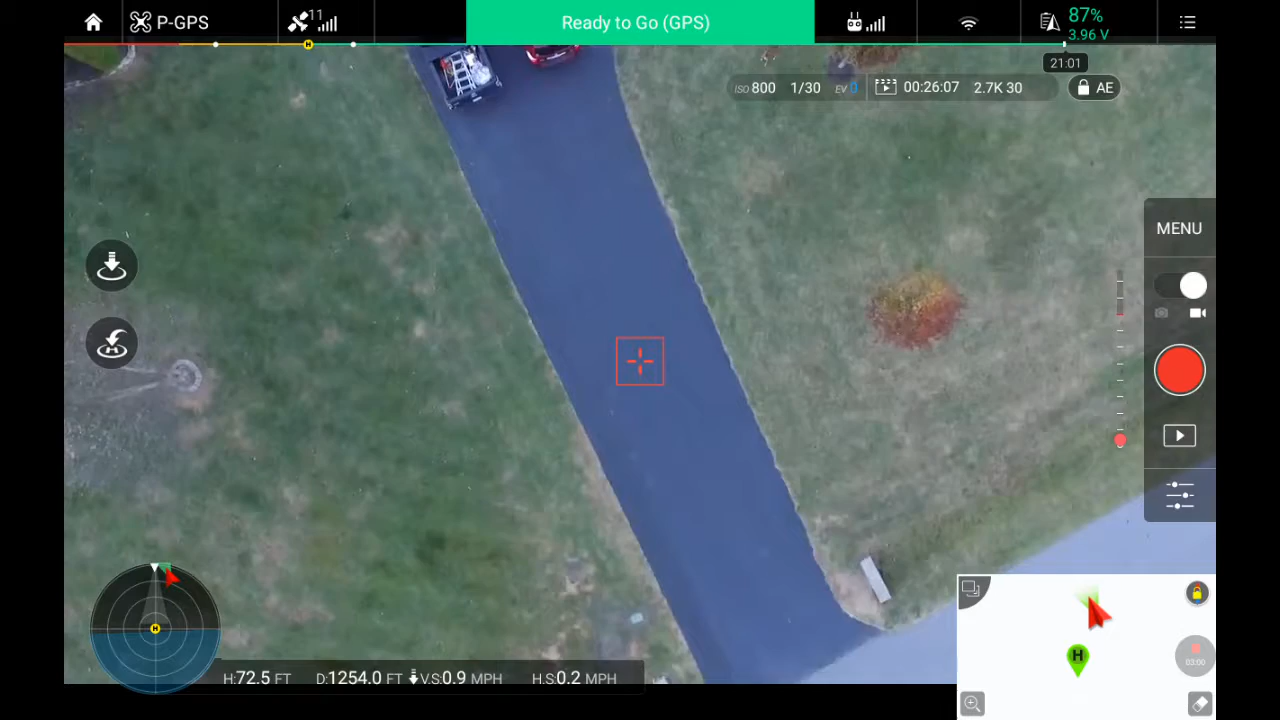 P-GPS
11
Ready to Go (GPS)
87%
3.96 V
21:01
ISO 800 1/30 EV 0 00:26:07 2.7K 30 AE
MENU
H
H
H
H:72.5 FT D:1254.0 FT V.S:0.9 MPH H.S:0.2 MPH
H
03:00